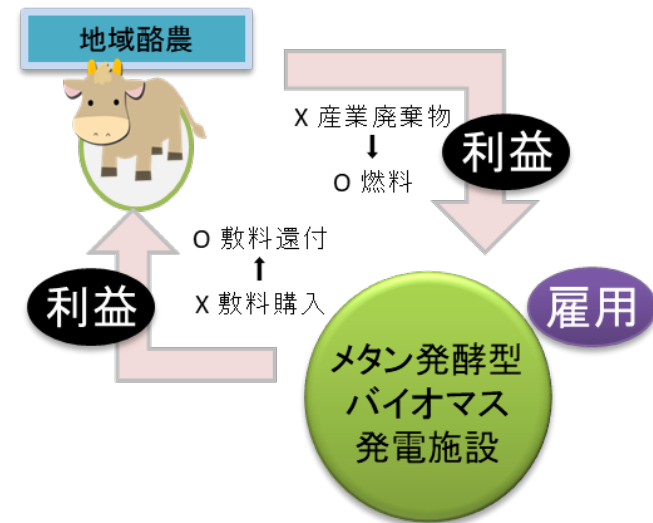 地域酪農
X 産業廃棄物
↓
O 燃料
利益
O 敷料還付
↑
X 敷料購入
利益
雇用
メタン発酵型
バイオマス
発電施設